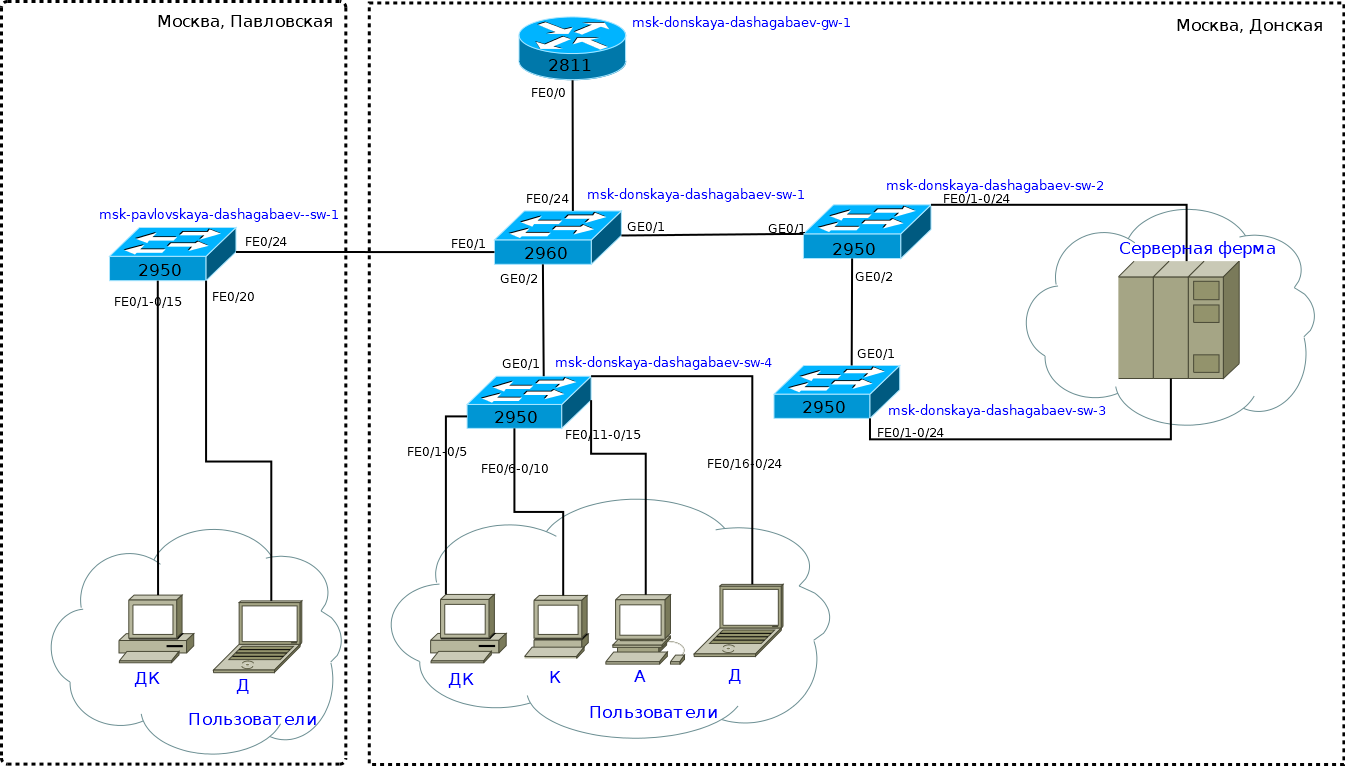 Москва, Павловская
msk-pavlovskaya-dashagabaev--sw-1
2950
FE0/24
FE0/1-0/15
FE0/20
ДК
Д
Пользователи
Москва, Донская
msk-donskaya-dashagabaev-gw-1
2811
FE0/0
FE0/24
msk-donskaya-dashagabaev-sw-1
FE0/1
2960
GE0/1
GE0/2
msk-donskaya-dashagabaev-sw-2
FE0/1-0/24
GE0/1
2950
GE0/2
Серверная ферма
GE0/1
msk-donskaya-dashagabaev-sw-4
2950
FE0/1-0/5
FE0/6-0/10
FE0/11-0/15
FE0/16-0/24
GE0/1
2950
msk-donskaya-dashagabaev-sw-3
FE0/1-0/24
ДК
К
А
Д
Пользователи